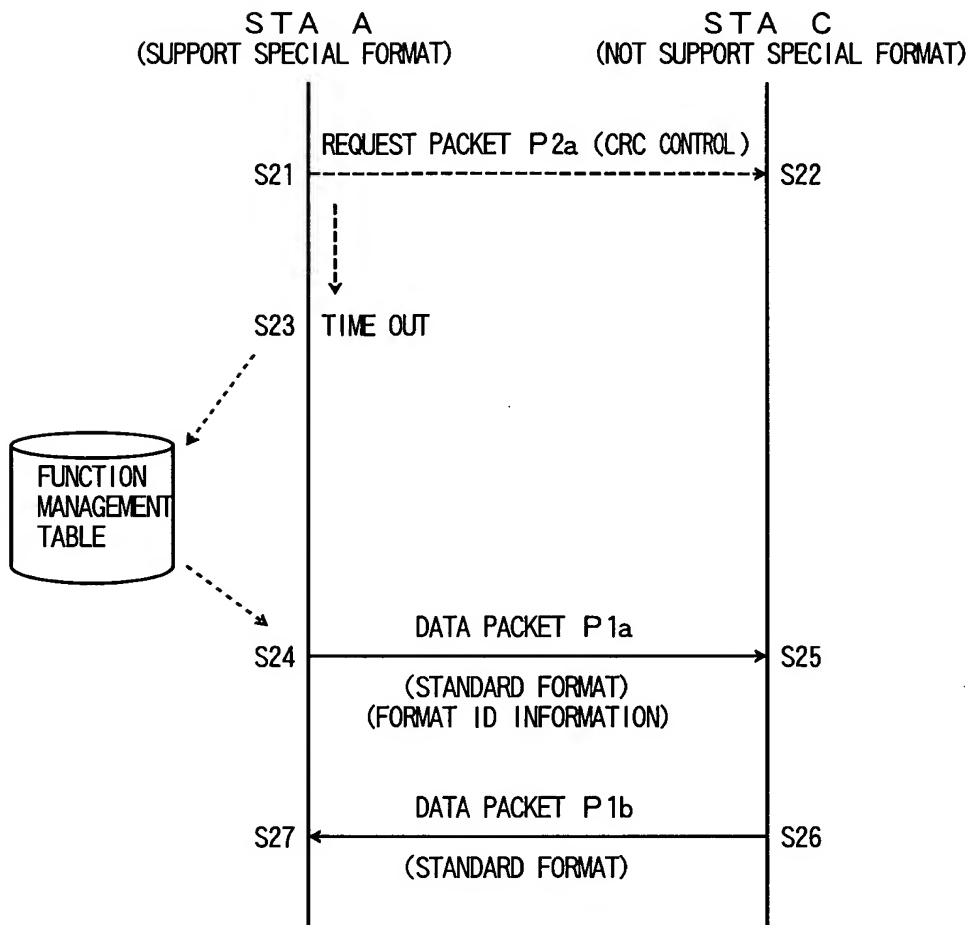 STA A
(SUPPORT SPECIAL FORMAT)
STA C
(NOT SUPPORT SPECIAL FORMAT)
REQUEST PACKET P2a (CRC CONTROL)
S21
S22
S23
TIME OUT
FUNCTION
MANAGEMENT
TABLE
DATA PACKET P1a
S24
S25
(STANDARD FORMAT)
(FORMAT ID INFORMATION)
DATA PACKET P1b
S27
S26
(STANDARD FORMAT)